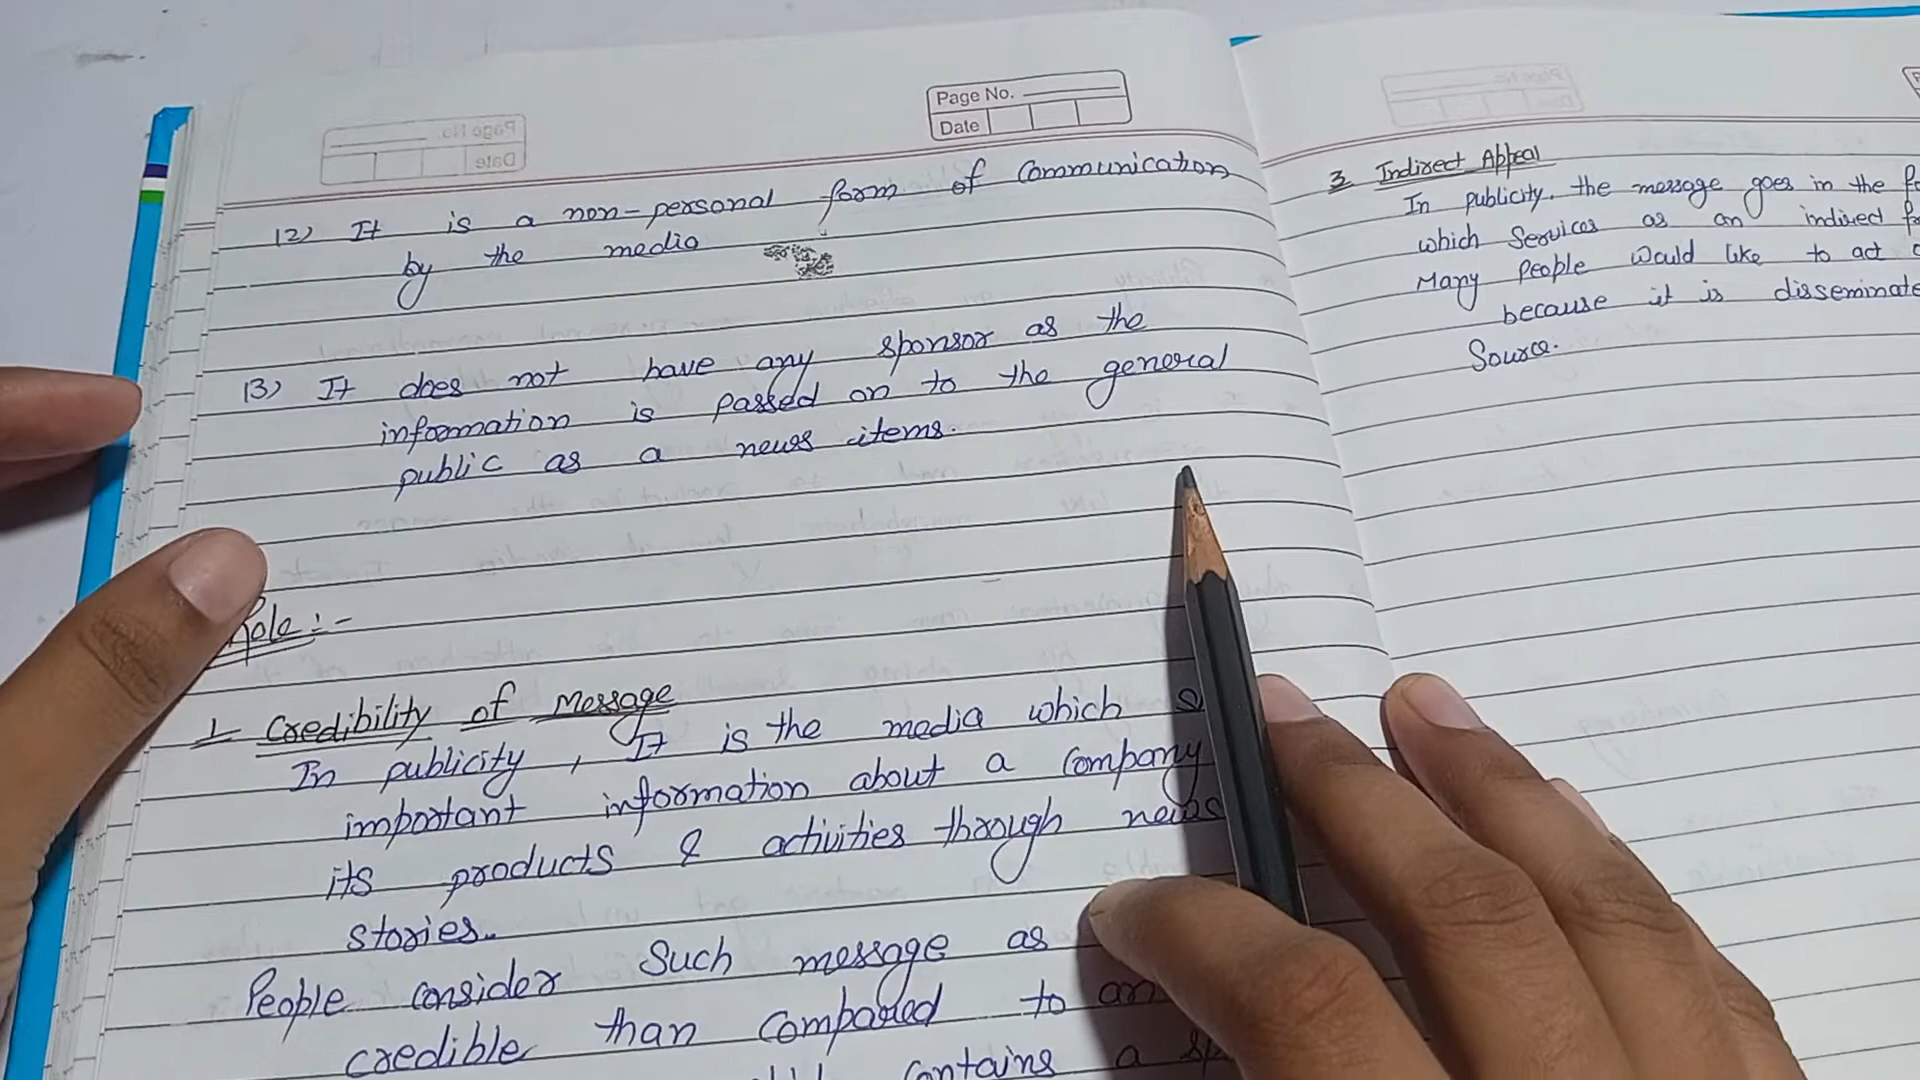 Page No.
Date
12) It is a non-personal form of Communication
by the media
13) It does not have any sponsor as the
information is passed on to the general
public as a news items.
Role:-
1 Credibility of Message
In publicity, It is the media which
important information about a Company
its products & activities through news
stories.
People consider Such message as
credible than compared to an
contains a
3 Indirect Appeal
In publicity. the message goes in the
which Services as an indirect
Many People Would like to act
because it is disseminate
Source.